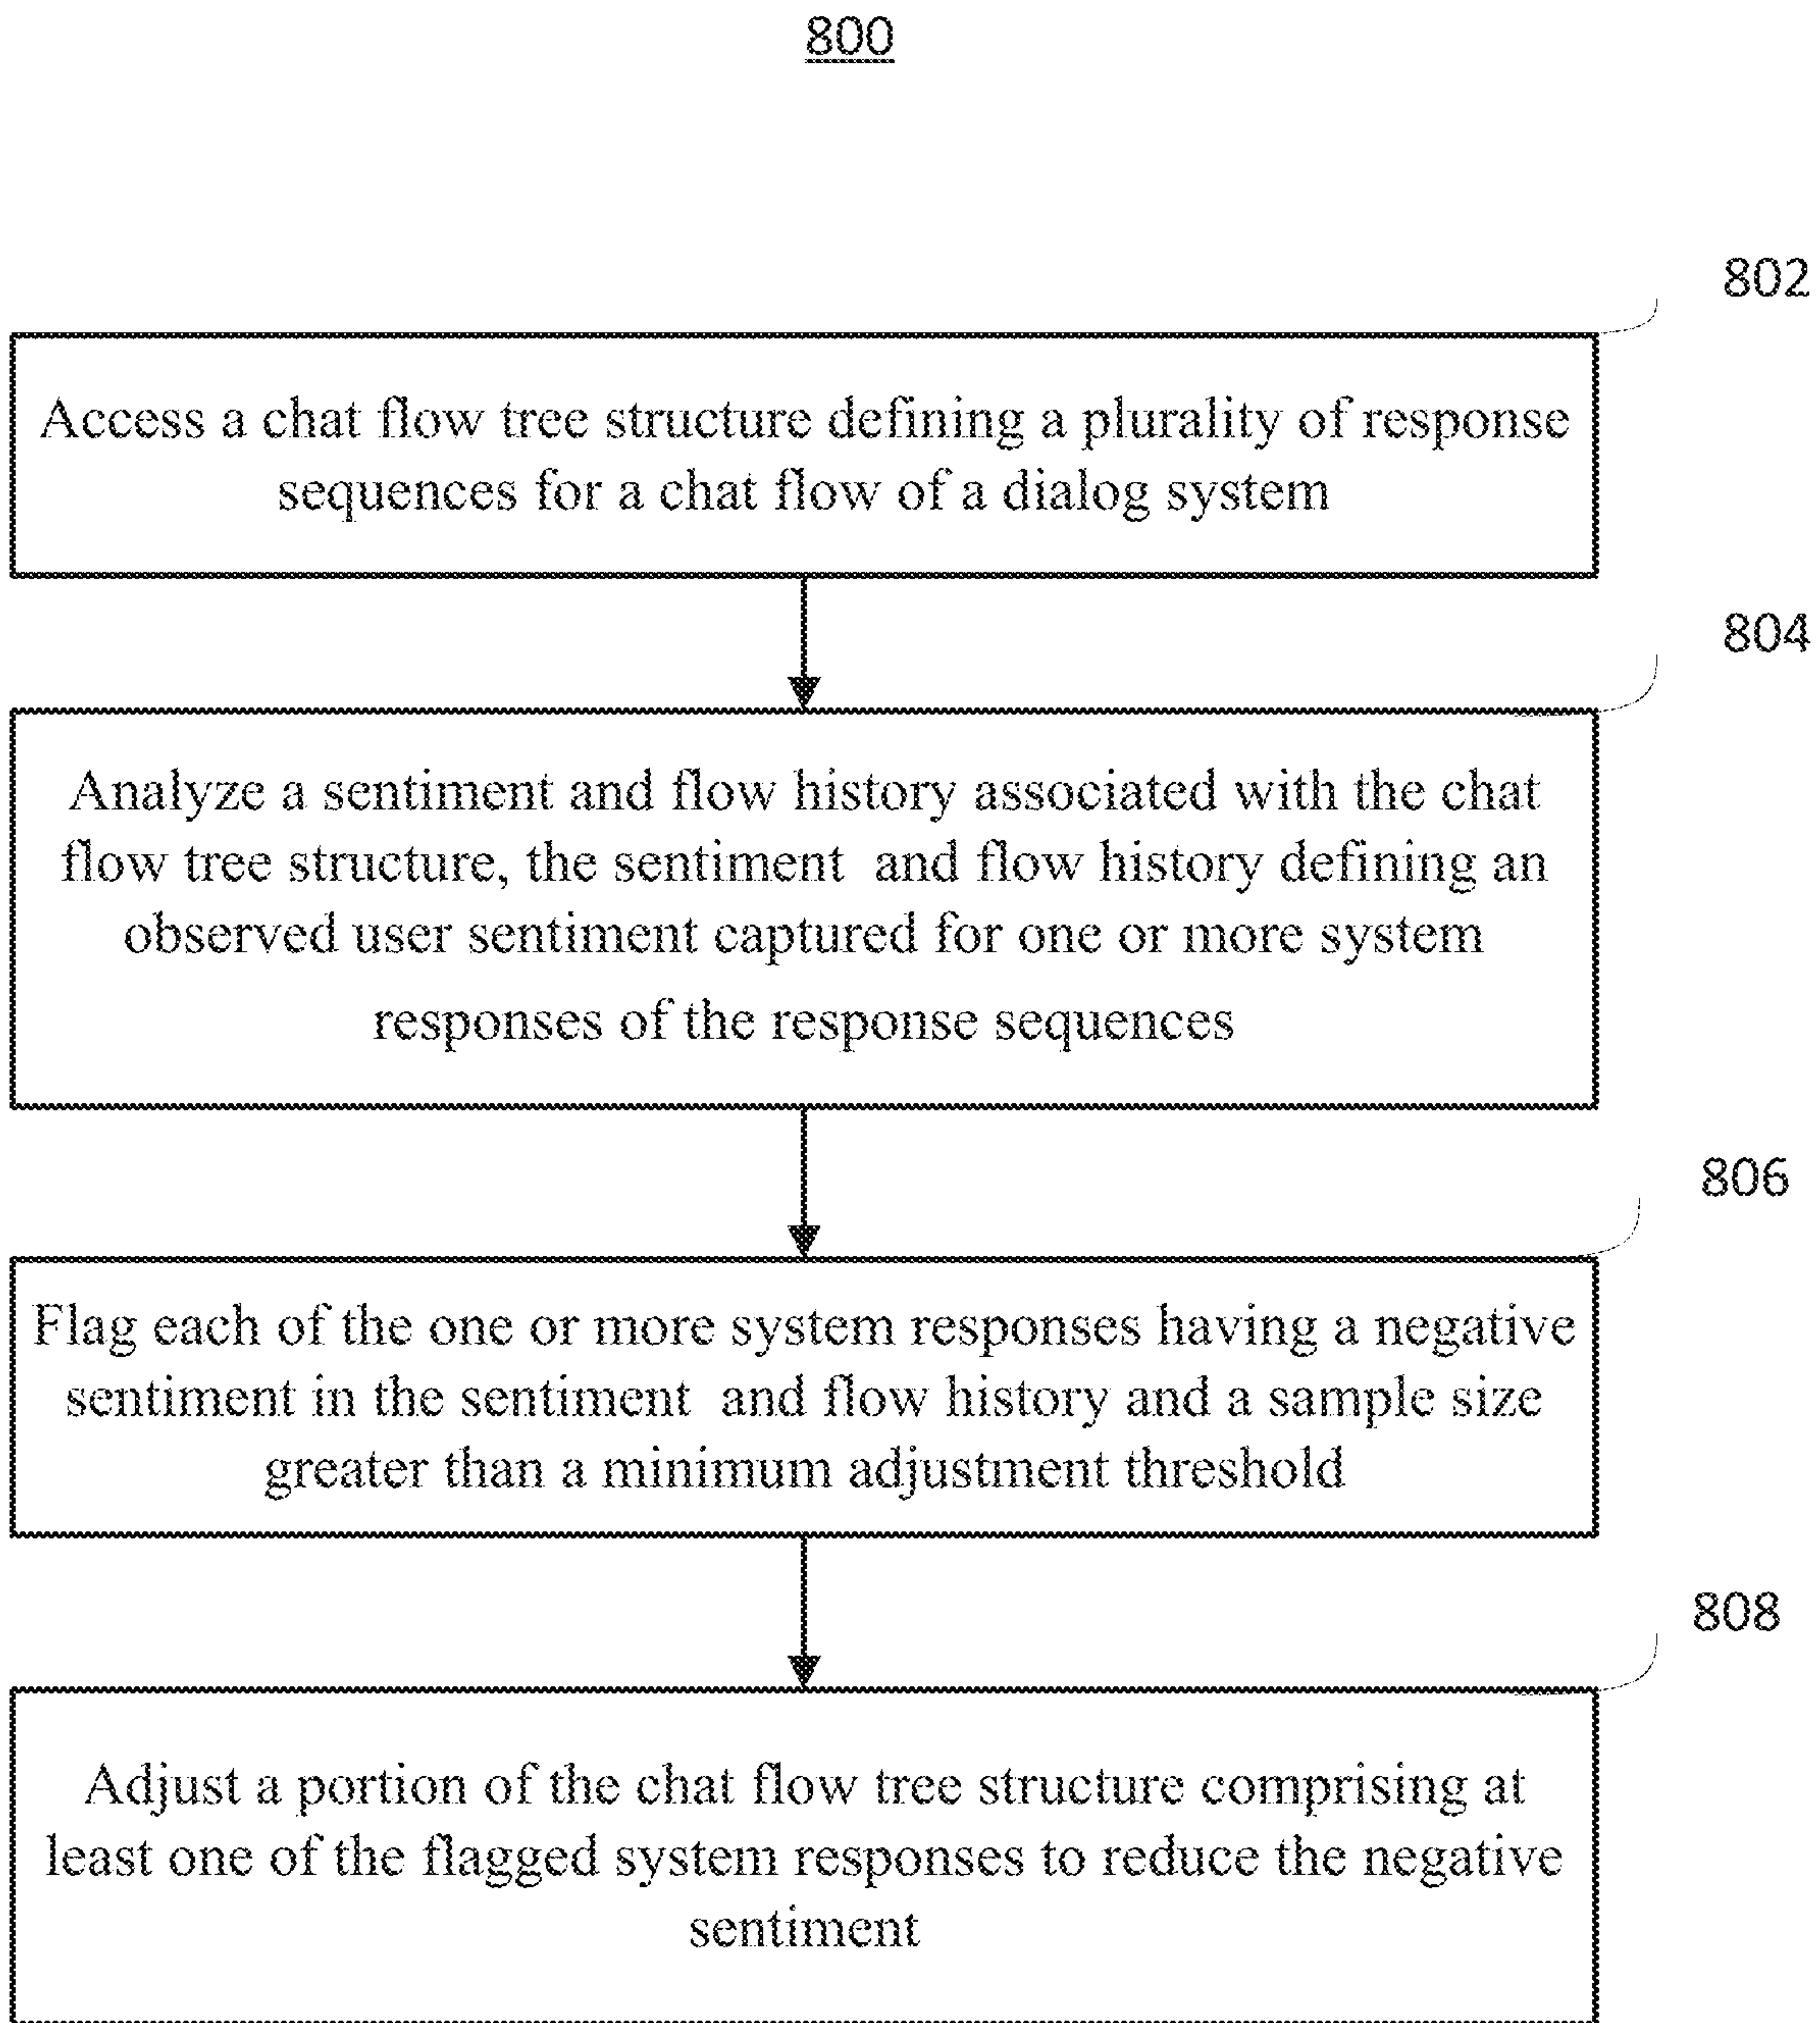 800
802
Access a chat flow tree structure defining a plurality of response
sequences for a chat flow of a dialog system
804
Analyze a sentiment and flow history associated with the chat
flow tree structure, the sentiment  and flow history defining an
observed user sentiment captured for one or more system
responses of the response sequences
806
Flag each of the one or more system responses having a negative
sentiment in the sentiment  and flow history and a sample size
greater than a minimum adjustment threshold
808
Adjust a portion of the chat flow tree structure comprising at
least one of the flagged system responses to reduce the negative
sentiment